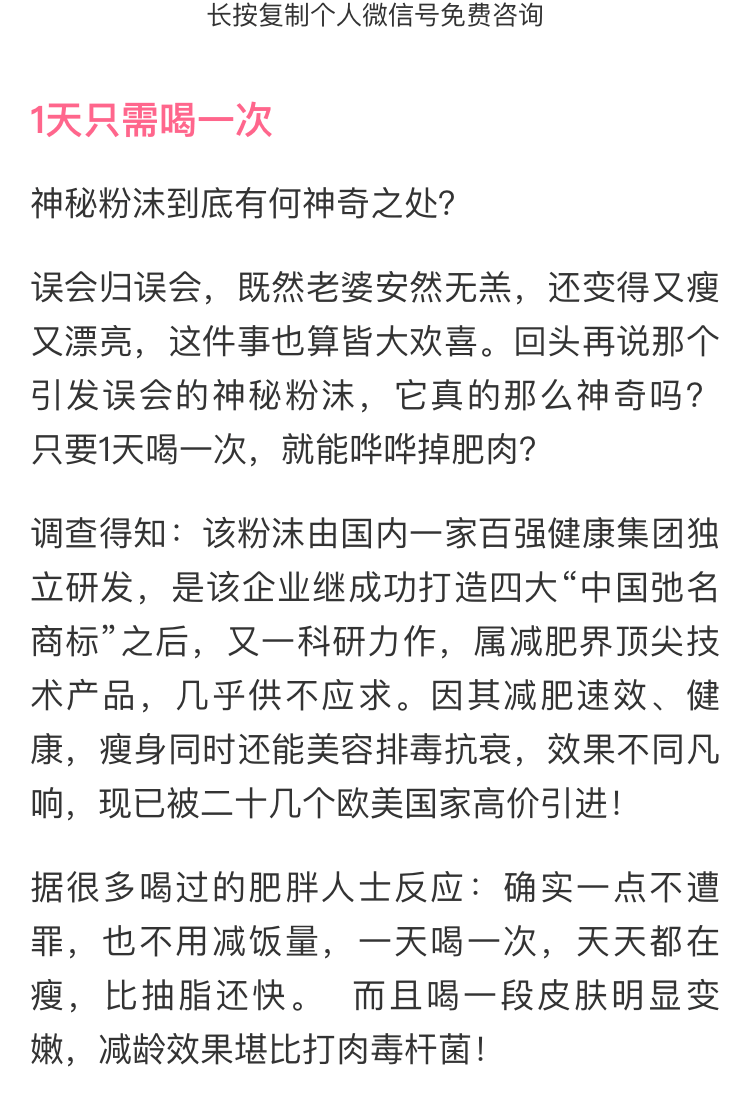 长按复制个人微信号免费咨询
1天只需喝一次
神秘粉沫到底有何神奇之处？
误会归误会，既然老婆安然无恙，还变得又瘦
又漂亮，这件事也算皆大欢喜。回头再说那个
引发误会的神秘粉沫，它真的那么神奇吗？
只要1天喝一次，就能哗哗掉肥肉？
调查得知：该粉沫由国内一家百强健康集团独
立研发，是该企业继成功打造四大“中国弛名
商标”之后，又一科研力作，属减肥界顶尖技
术产品，几乎供不应求。因其减肥速效、健
康，瘦身同时还能美容排毒抗衰，效果不同凡
响，现已被二十几个欧美国家高价引进！
据很多喝过的肥胖人士反应：确实一点不遭
罪，也不用减饭量，一天喝一次，天天都在
瘦，比抽脂还快。 而且喝一段皮肤明显变
嫩，减龄效果堪比打肉毒杆菌！